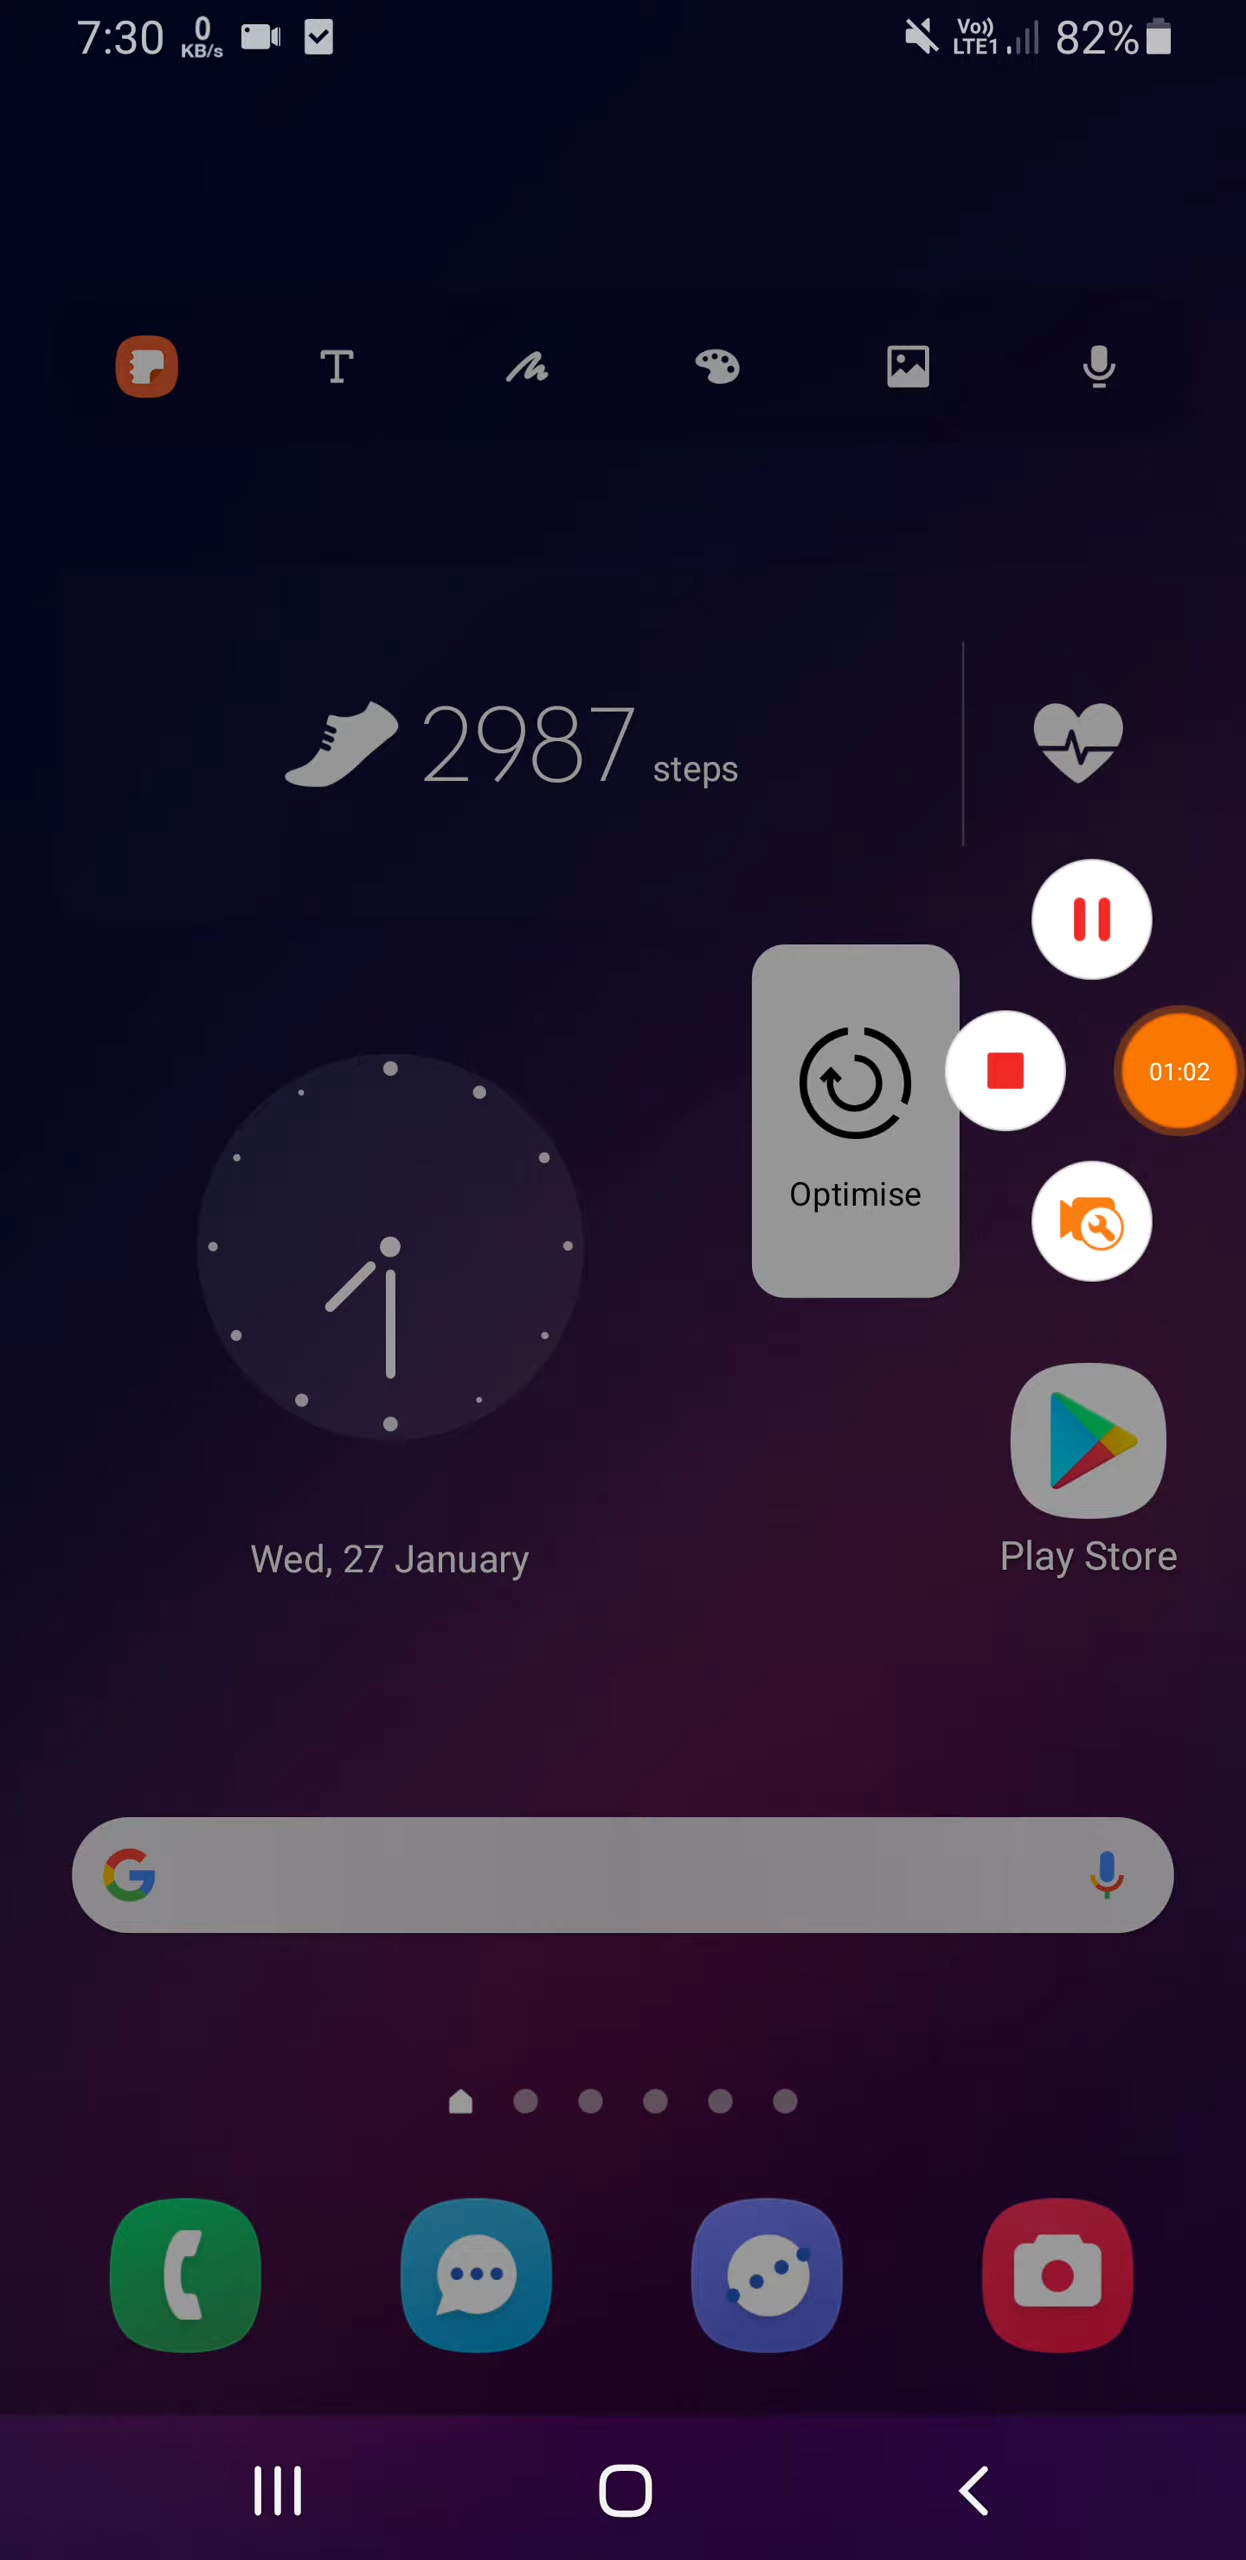 7:30 0 KB/s Vo)) LTE1 82%
T
2987 steps
01:02
Optimise
Wed, 27 January
Play Store